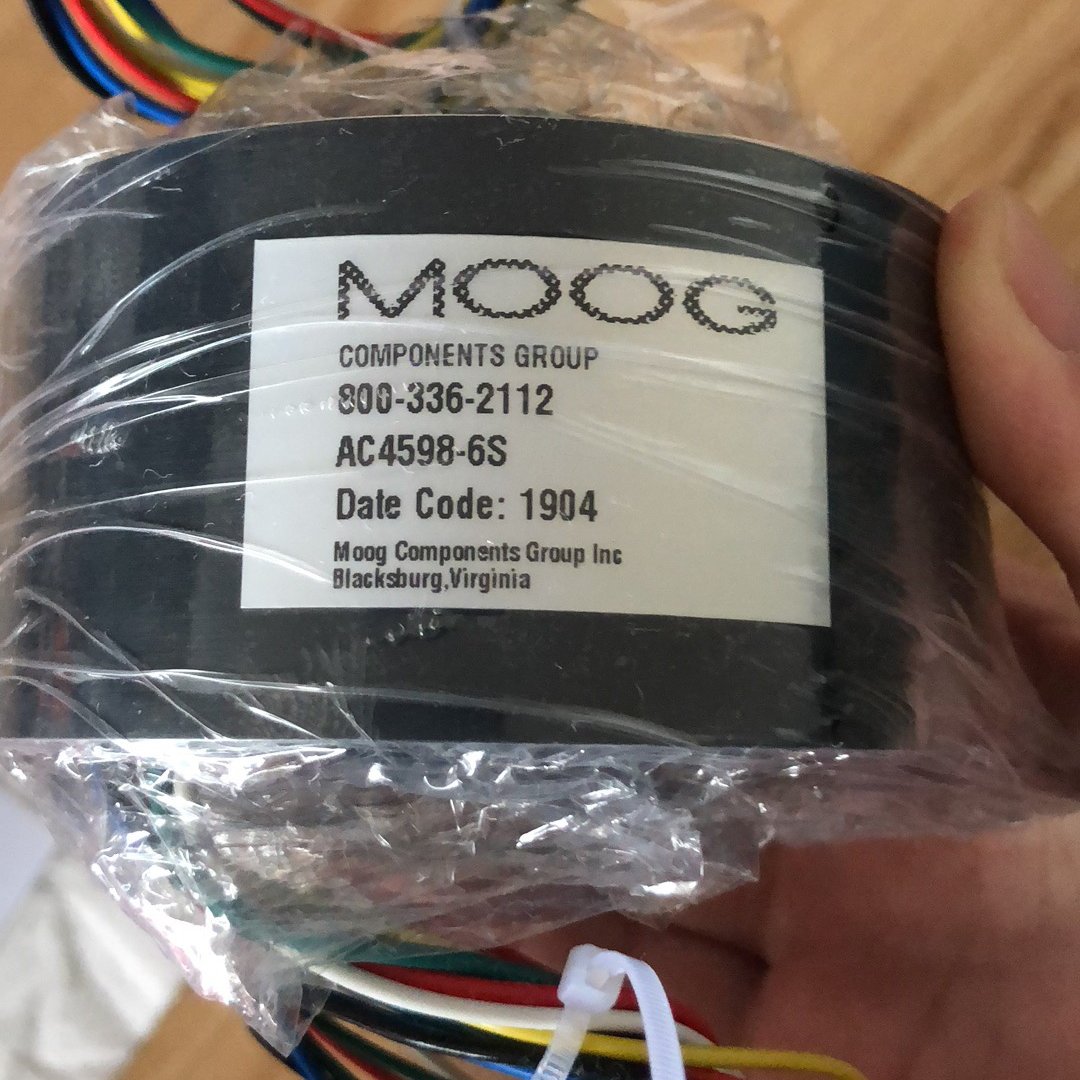 MOOG
COMPONENTS GROUP
800-336-2112
AC4598-6S
Date Code: 1904
Moog Components Group Inc
Blacksburg,Virginia